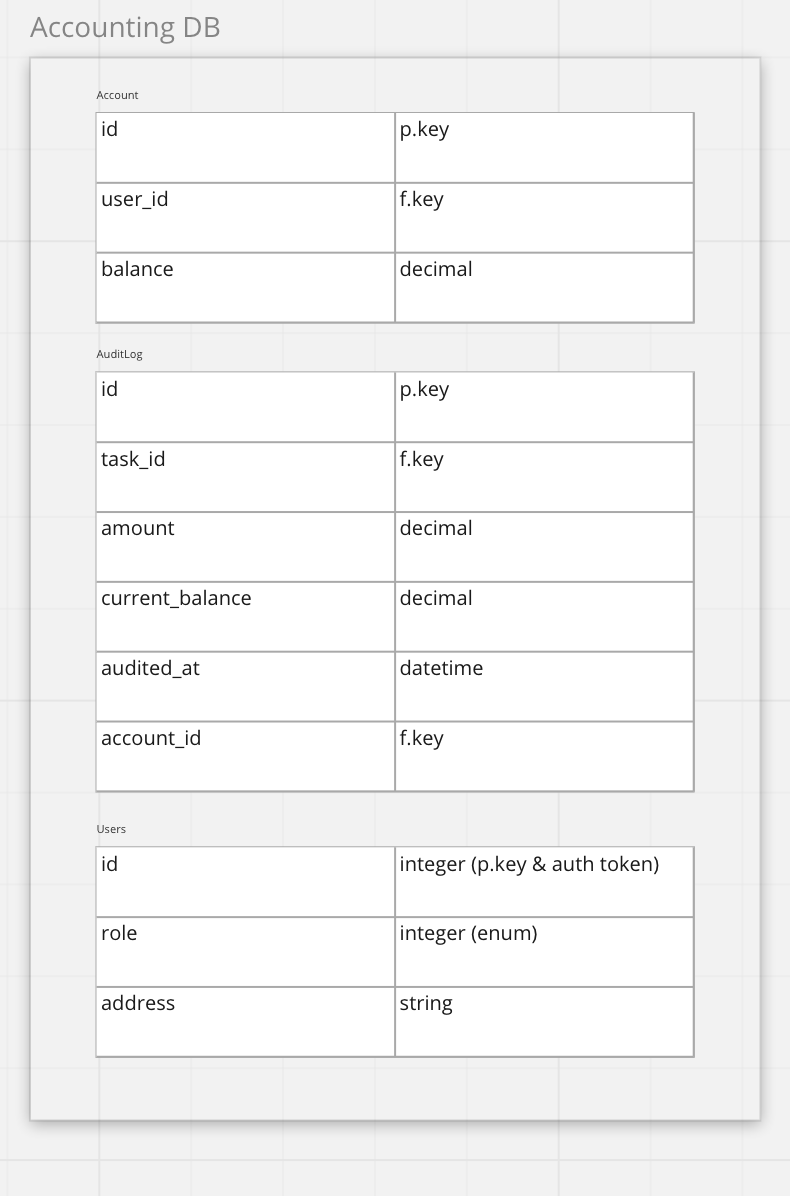 Accounting DB
Account
id p.key
user_id f.key
balance decimal
AuditLog
id p.key
task_id f.key
amount decimal
current_balance decimal
audited_at datetime
account_id f.key
Users
id integer (p.key & auth token)
role integer (enum)
address string